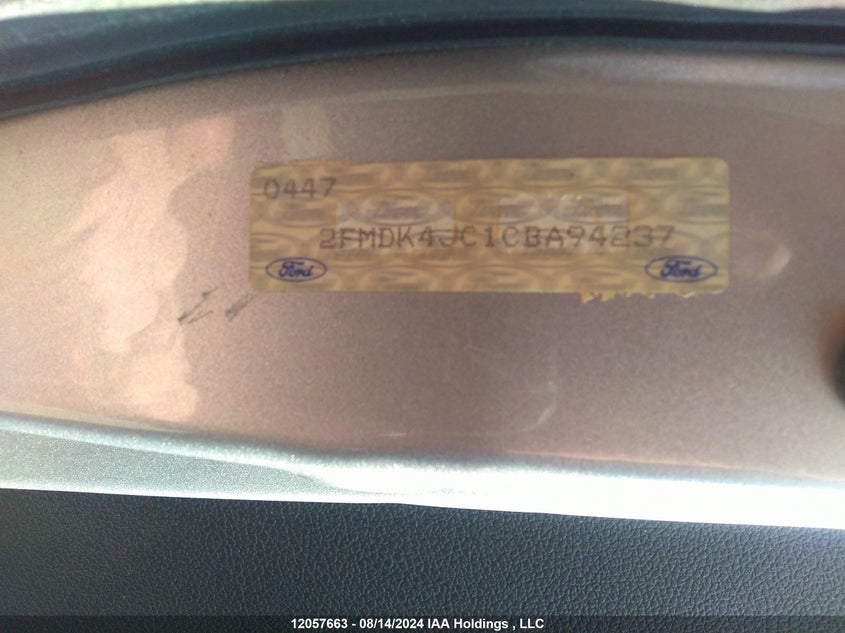 0447
2FMDK4JC1CBA94237
Ford Ford
12057663 - 08/14/2024 IAA Holdings , LLC